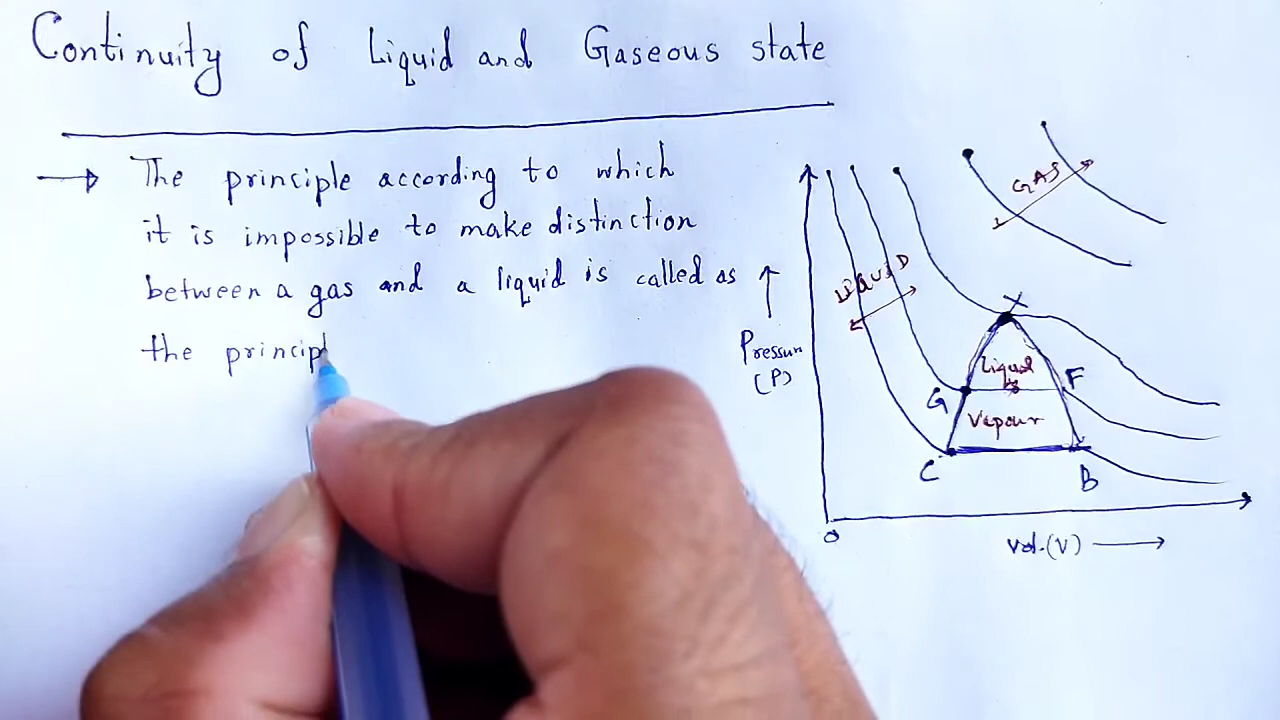 Continuity of Liquid and Gaseous state
The principle according to which
it is impossible to make distinction
between a gas and a liquid is called as
the princip
GAS
LIQUID
X
Liquid
G
F
Vapour
C
B
Pressure
(P)
O
Vol.(V)